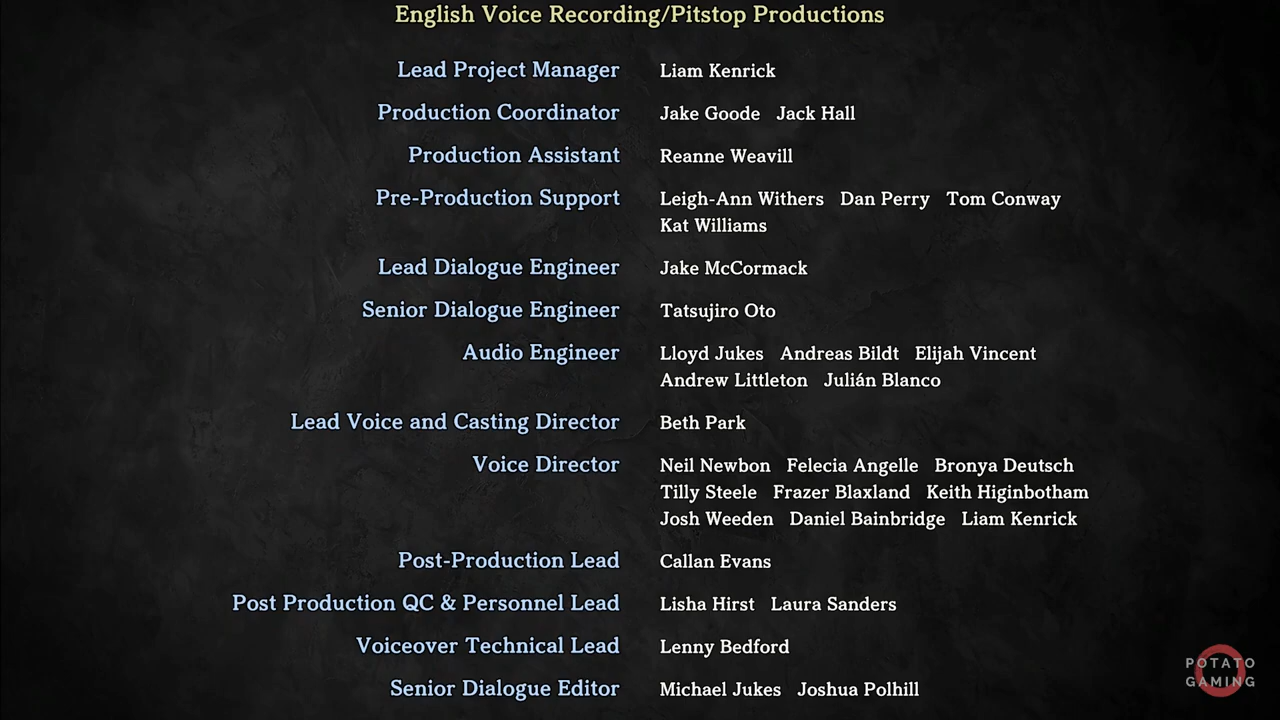 English Voice Recording/Pitstop Productions
Lead Project Manager Liam Kenrick
Production Coordinator Jake Goode Jack Hall
Production Assistant Reanne Weavill
Pre-Production Support Leigh-Ann Withers Dan Perry Tom Conway
Kat Williams
Lead Dialogue Engineer Jake McCormack
Senior Dialogue Engineer Tatsujiro Oto
Audio Engineer Lloyd Jukes Andreas Bildt Elijah Vincent
Andrew Littleton Julián Blanco
Lead Voice and Casting Director Beth Park
Voice Director Neil Newbon Felecia Angelle Bronya Deutsch
Tilly Steele Frazer Blaxland Keith Higinbotham
Josh Weeden Daniel Bainbridge Liam Kenrick
Post-Production Lead Callan Evans
Post Production QC & Personnel Lead Lisha Hirst Laura Sanders
Voiceover Technical Lead Lenny Bedford
Senior Dialogue Editor Michael Jukes Joshua Polhill
POTATO
GAMING